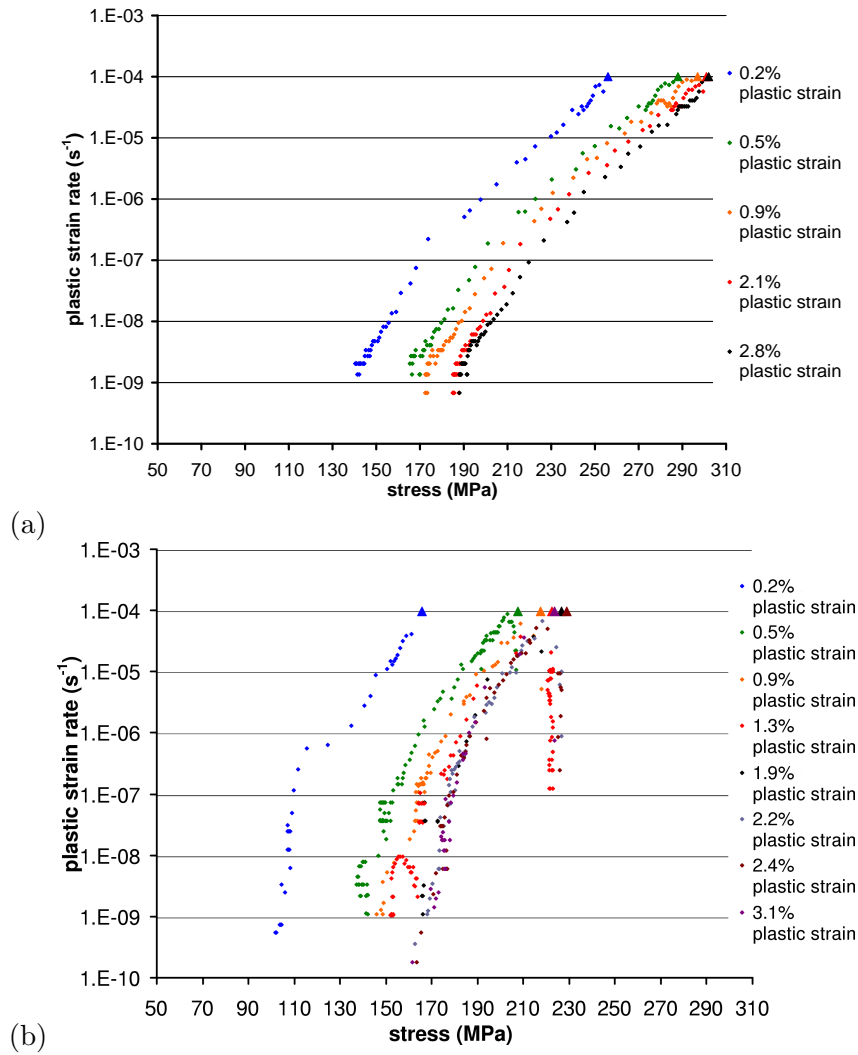 1.E-03
1.E-04
1.E-05
1.E-06
1.E-07
1.E-08
1.E-09
1.E-10
plastic strain rate (s-1)
50 70 90 110 130 150 170 190 210 230 250 270 290 310
stress (MPa)
0.2%
plastic strain
0.5%
plastic strain
0.9%
plastic strain
2.1%
plastic strain
2.8%
plastic strain
(a)
1.E-03
1.E-04
1.E-05
1.E-06
1.E-07
1.E-08
1.E-09
1.E-10
plastic strain rate (s-1)
50 70 90 110 130 150 170 190 210 230 250 270 290 310
stress (MPa)
0.2%
plastic strain
0.5%
plastic strain
0.9%
plastic strain
1.3%
plastic strain
1.9%
plastic strain
2.2%
plastic strain
2.4%
plastic strain
3.1%
plastic strain
(b)